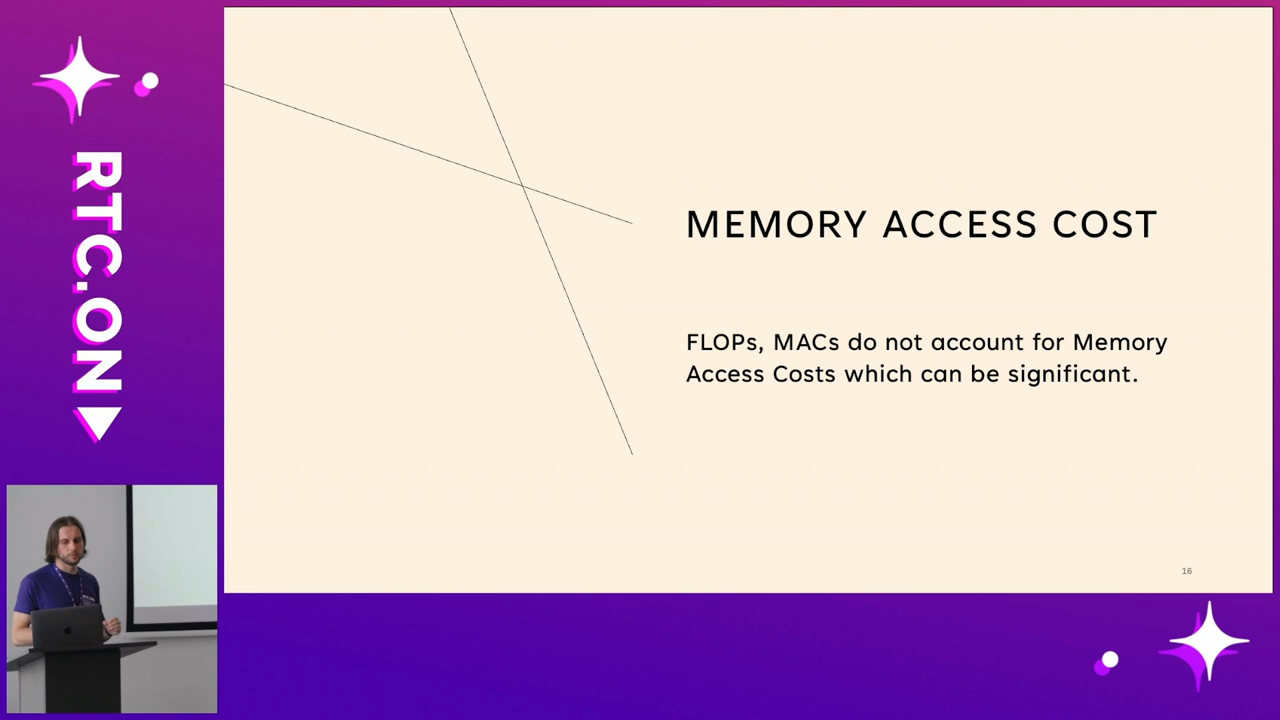 RTC.ON
MEMORY ACCESS COST
FLOPs, MACs do not account for Memory
Access Costs which can be significant.
16